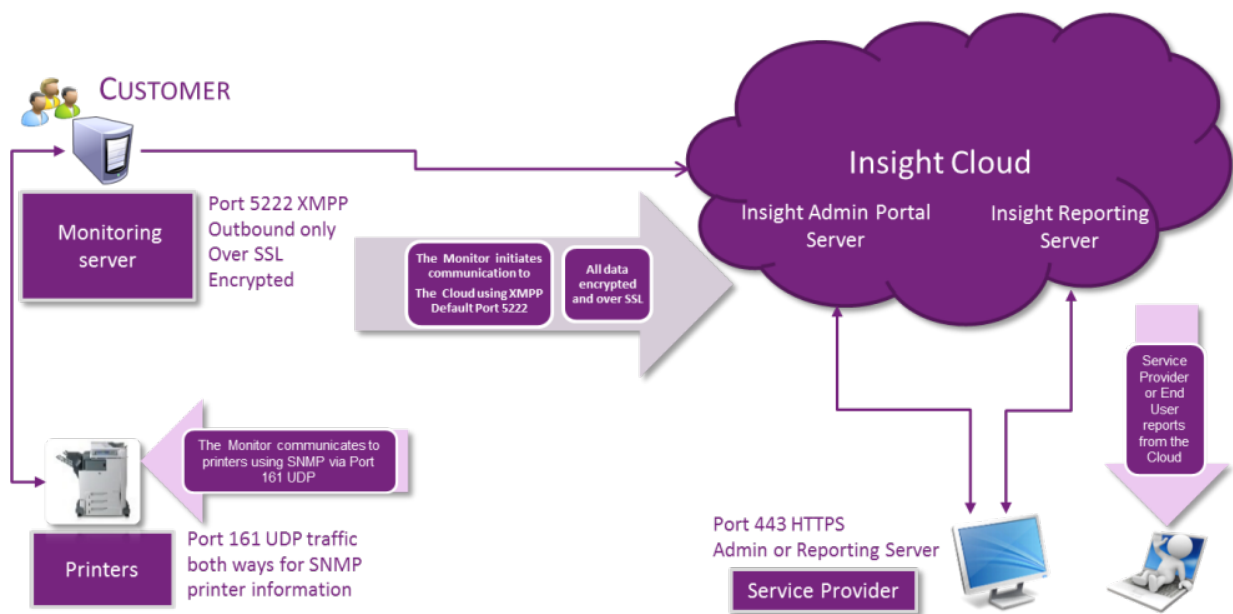 CUSTOMER
Monitoring
server
Port 5222 XMPP
Outbound only
Over SSL
Encrypted
The Monitor initiates
communication to
The Cloud using XMPP
Default Port 5222
All data
encrypted
and over SSL
Insight Cloud
Insight Admin Portal
Server
Insight Reporting
Server
Service
Provider
or End
User
reports
from the
Cloud
The Monitor communicates to
printers using SNMP via Port
161 UDP
Printers
Port 161 UDP traffic
both ways for SNMP
printer information
Port 443 HTTPS
Admin or Reporting Server
Service Provider